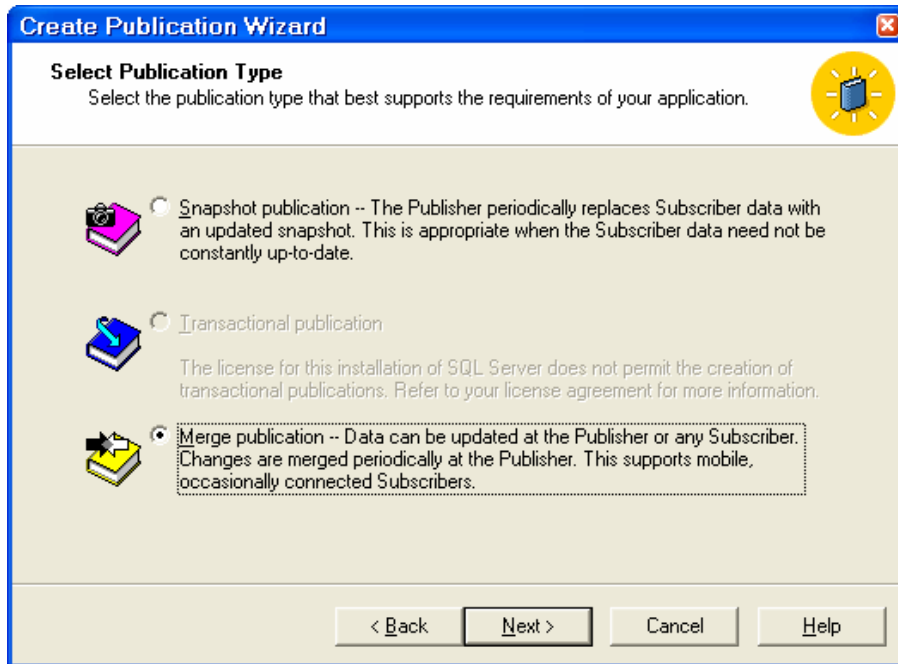 Create Publication Wizard
Select Publication Type
Select the publication type that best supports the requirements of your application.
Snapshot publication -- The Publisher periodically replaces Subscriber data with
an updated snapshot. This is appropriate when the Subscriber data need not be
constantly up-to-date.
Transactional publication
The license for this installation of SQL Server does not permit the creation of
transactional publications. Refer to your license agreement for more information.
Merge publication -- Data can be updated at the Publisher or any Subscriber.
Changes are merged periodically at the Publisher. This supports mobile,
occasionally connected Subscribers.
< Back Next > Cancel Help